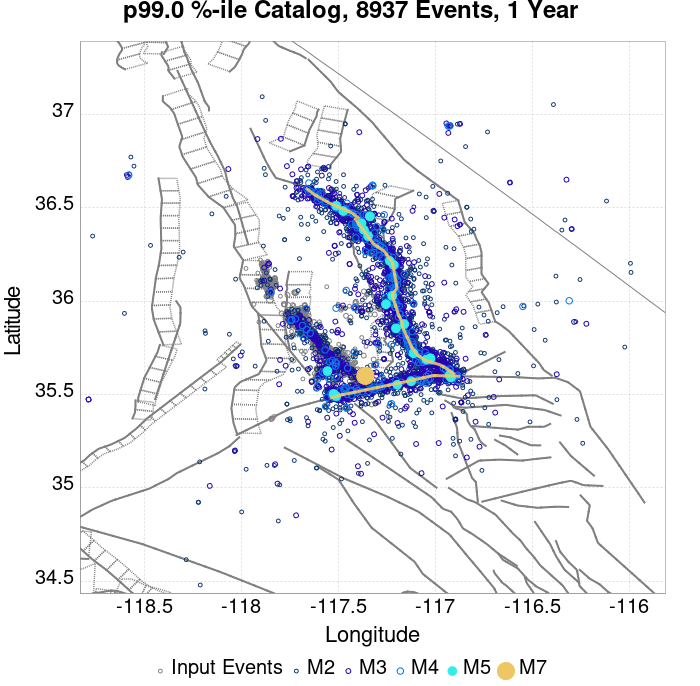 p99.0 %-ile Catalog, 8937 Events, 1 Year
37
36.5
36
35.5
35
34.5
Latitude
-118.5 -118 -117.5 -117 -116.5 -116
Longitude
Input Events M2 M3 M4 M5 M7